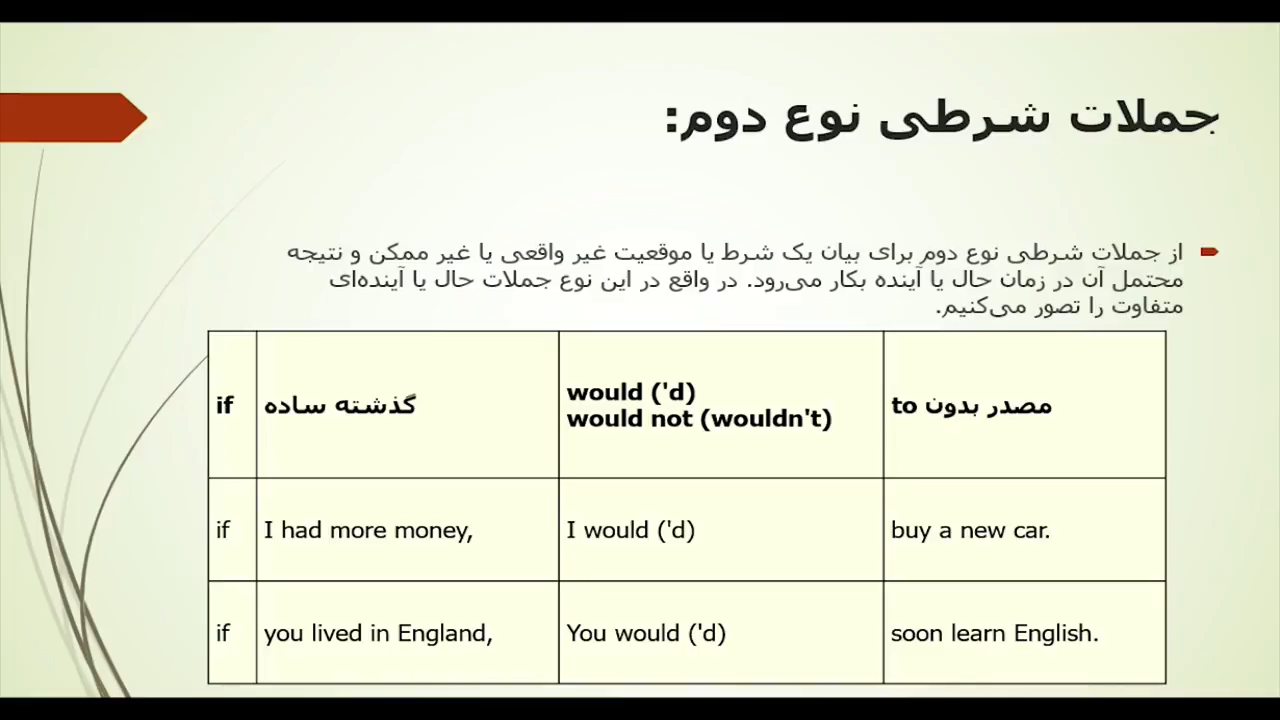 جملات شرطی نوع دوم:
از جملات شرطی نوع دوم برای بیان یک شرط یا موقعیت غیر واقعی یا غیر ممکن و نتیجه
محتمل آن در زمان حال یا آینده بکار می‌رود. در واقع در این نوع جملات حال یا آینده‌ای
متفاوت را تصور می‌کنیم.
if گذشته ساده would ('d) مصدر بدون to
would not (wouldn't)
if I had more money, I would ('d) buy a new car.
if you lived in England, You would ('d) soon learn English.